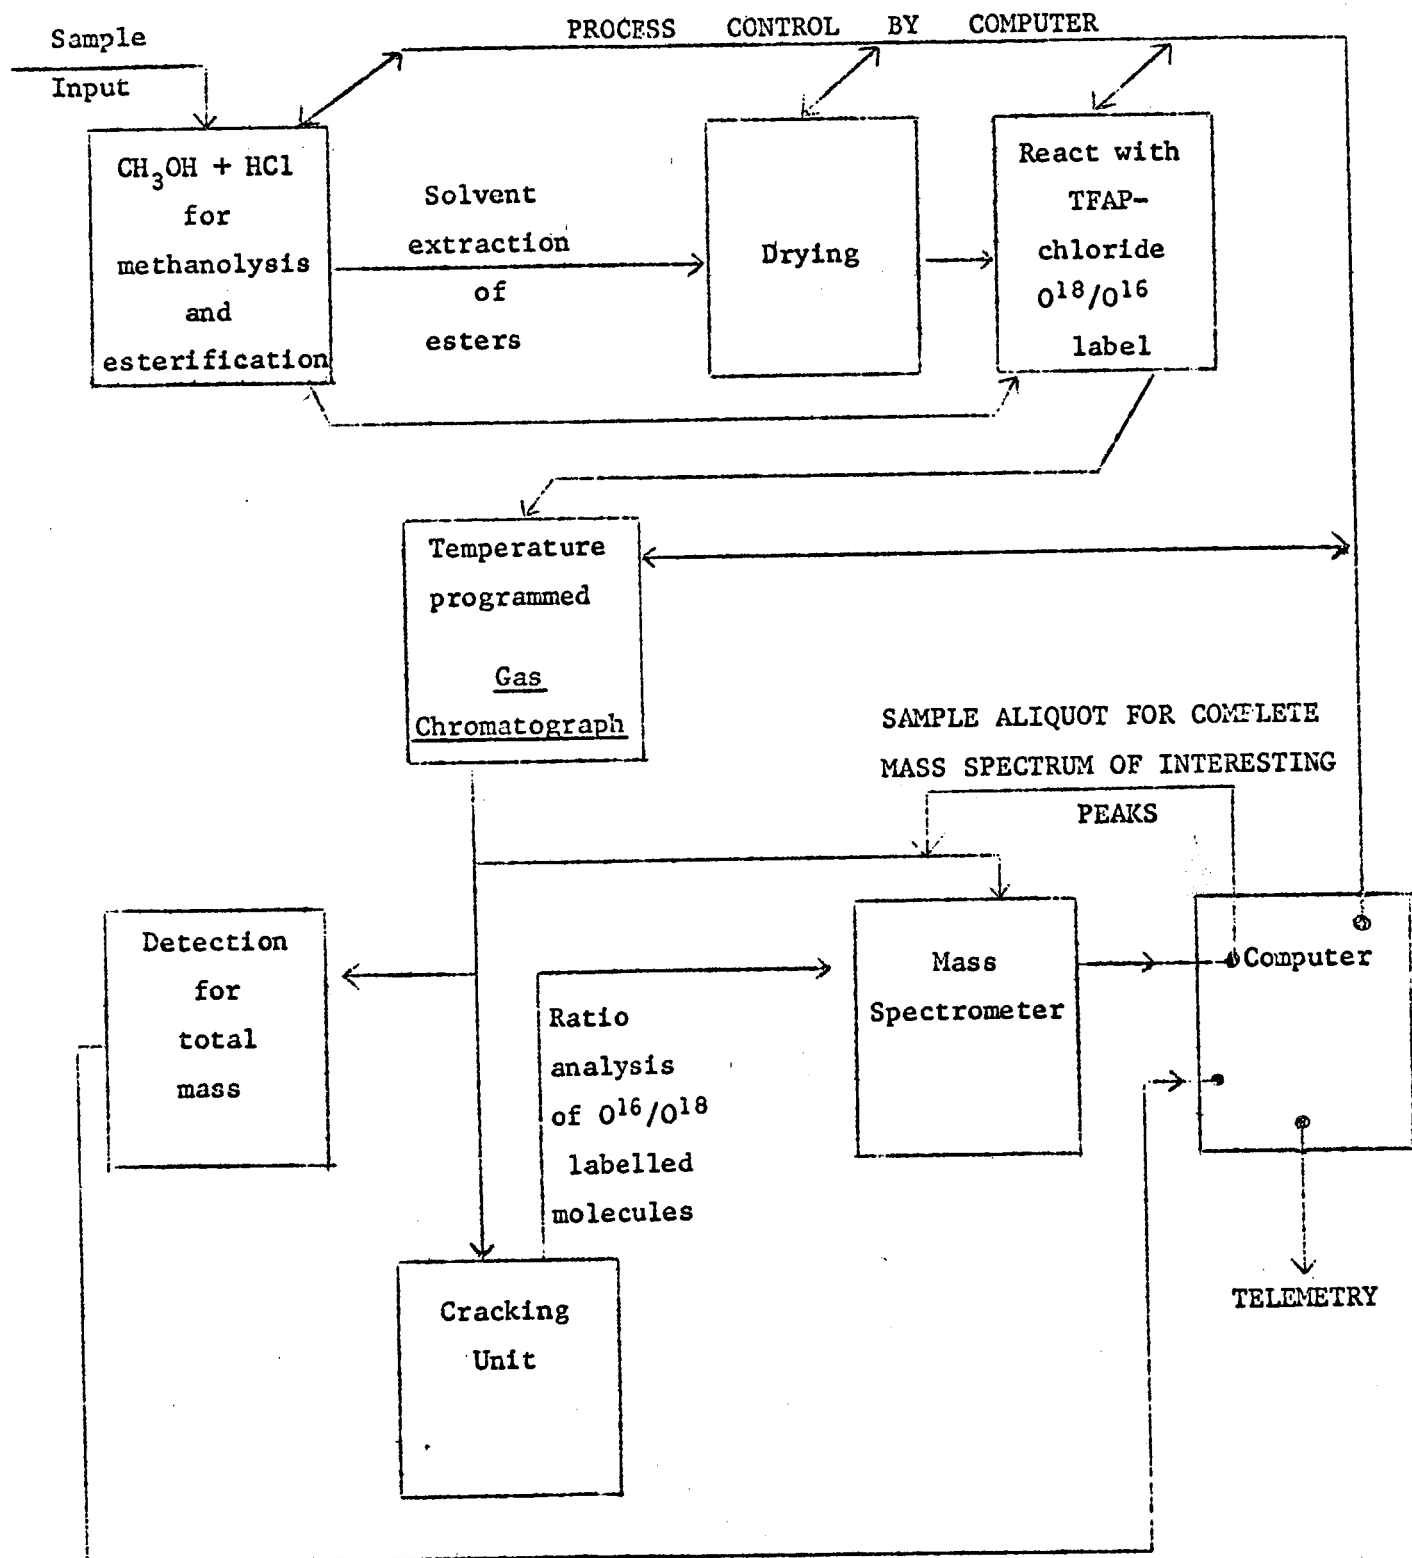 PROCESS CONTROL BY COMPUTER
Sample
Input
CH3OH + HCl
for
methanolysis
and
esterification
Solvent
extraction
of
esters
Drying
React with
TFAP-
chloride
O18/O16
label
Temperature
programmed
Gas
Chromatograph
SAMPLE ALIQUOT FOR COMPLETE
MASS SPECTRUM OF INTERESTING
PEAKS
Detection
for
total
mass
Ratio
analysis
of O16/O18
labelled
molecules
Mass
Spectrometer
Computer
Cracking
Unit
TELEMETRY